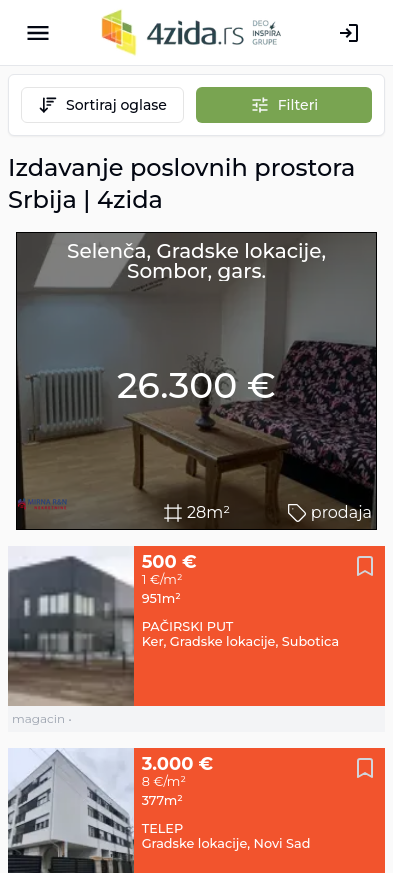 4zida.rs
DEO
INSPIRA
GRUPE
Sortiraj oglase
Filteri
Izdavanje poslovnih prostora
Srbija | 4zida
Selenča, Gradske lokacije,
Sombor, gars.
26.300 €
28m²
prodaja
500 €
1 €/m²
951m²
PAČIRSKI PUT
Ker, Gradske lokacije, Subotica
magacin •
3.000 €
8 €/m²
377m²
TELEP
Gradske lokacije, Novi Sad